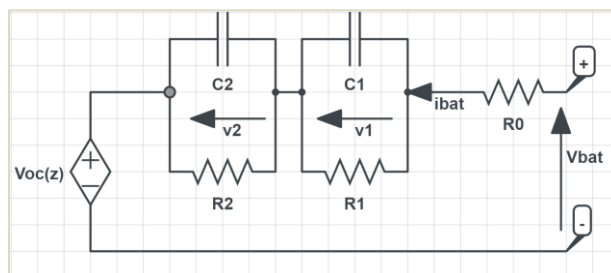 C2
C1
+
ibat
R0
v2
v1
Vbat
Voc(z)
+
−
R2
R1
-